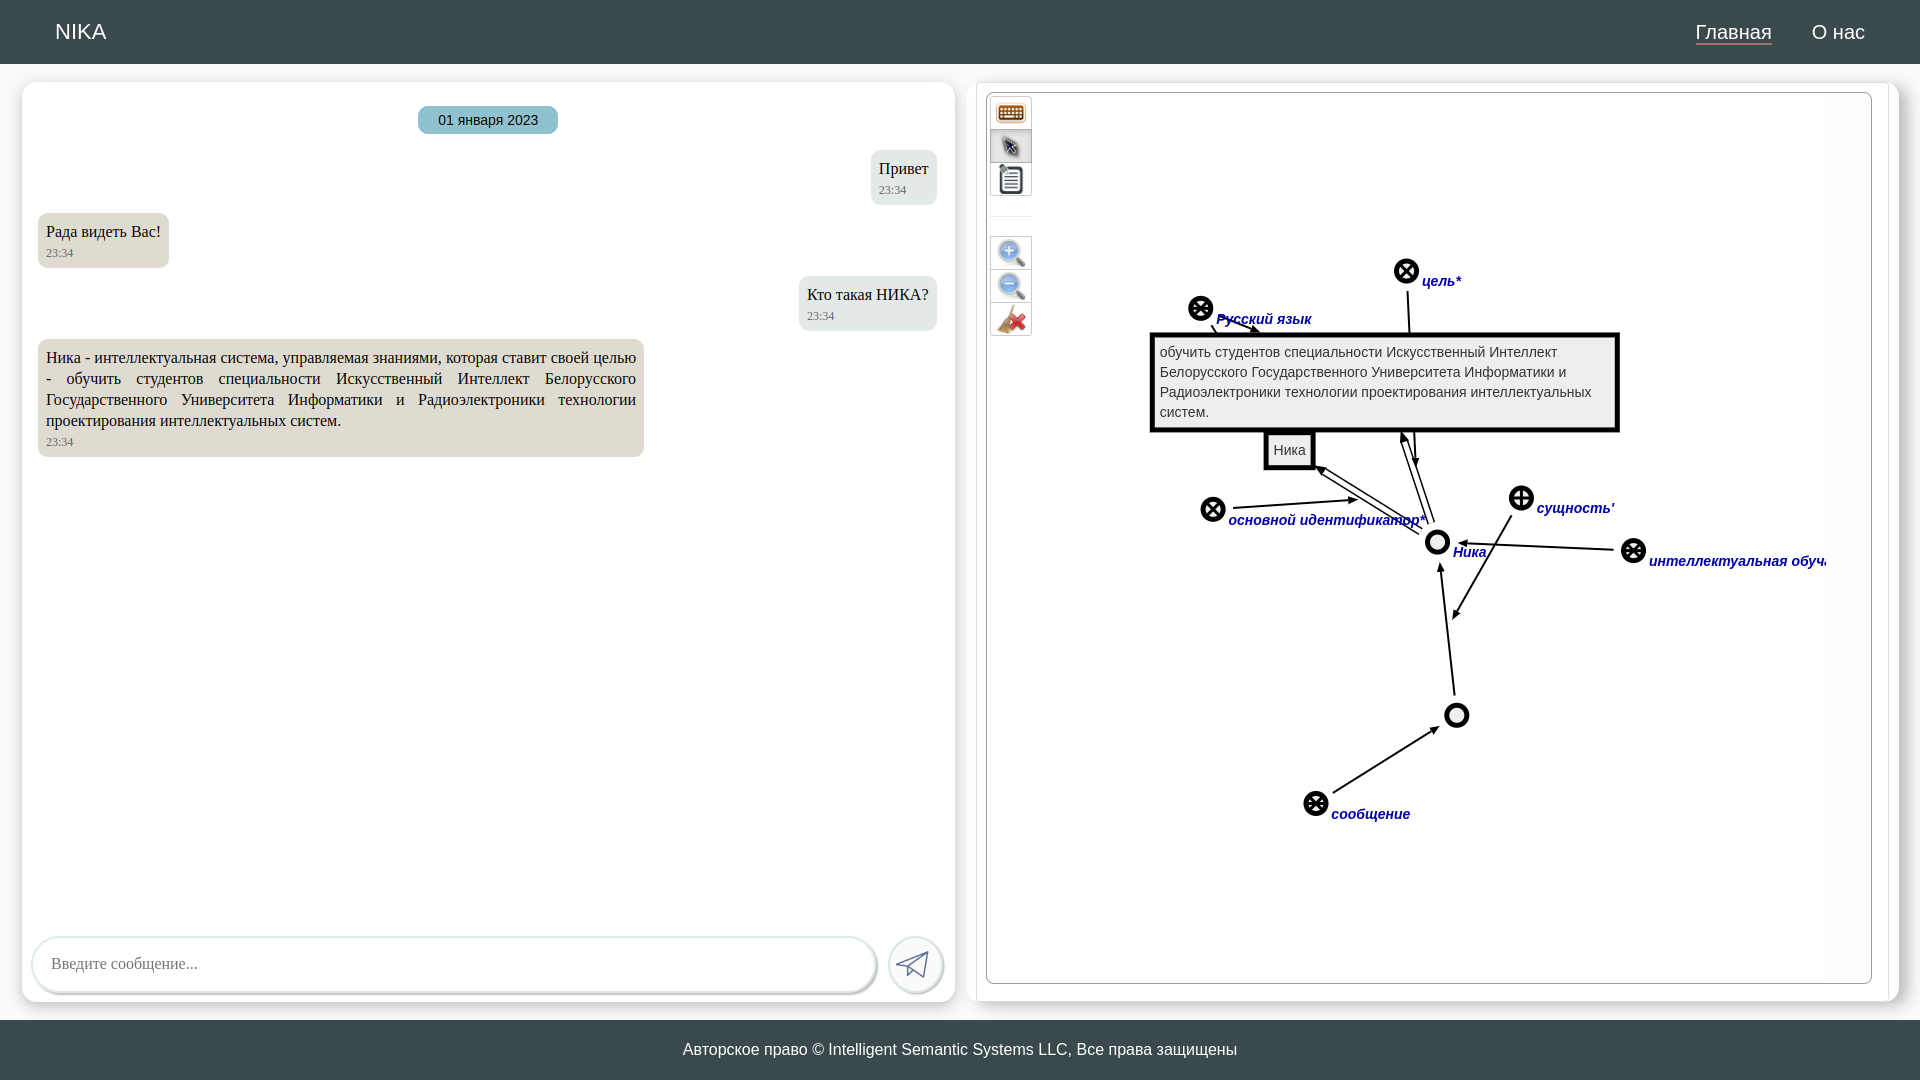 NIKA
Главная
О нас
01 января 2023
Привет
23:34
Рада видеть Вас!
23:34
Кто такая НИКА?
23:34
Ника - интеллектуальная система, управляемая знаниями, которая ставит своей целью
- обучить студентов специальности Искусственный Интеллект Белорусского
Государственного Университета Информатики и Радиоэлектроники технологии
проектирования интеллектуальных систем.
23:34
Введите сообщение...
цель*
Русский язык
обучить студентов специальности Искусственный Интеллект
Белорусского Государственного Университета Информатики и
Радиоэлектроники технологии проектирования интеллектуальных
систем.
Ника
основной идентификатор*
сущность'
Ника
интеллектуальная
сообщение
Авторское право © Intelligent Semantic Systems LLC, Все права защищены